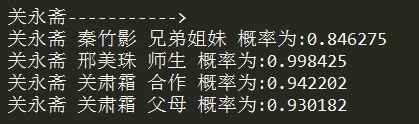 关永斋----------->
关永斋 秦竹影 兄弟姐妹 概率为:0.846275
关永斋 邢美珠 师生 概率为:0.998425
关永斋 关肃霜 合作 概率为:0.942202
关永斋 关肃霜 父母 概率为:0.930182